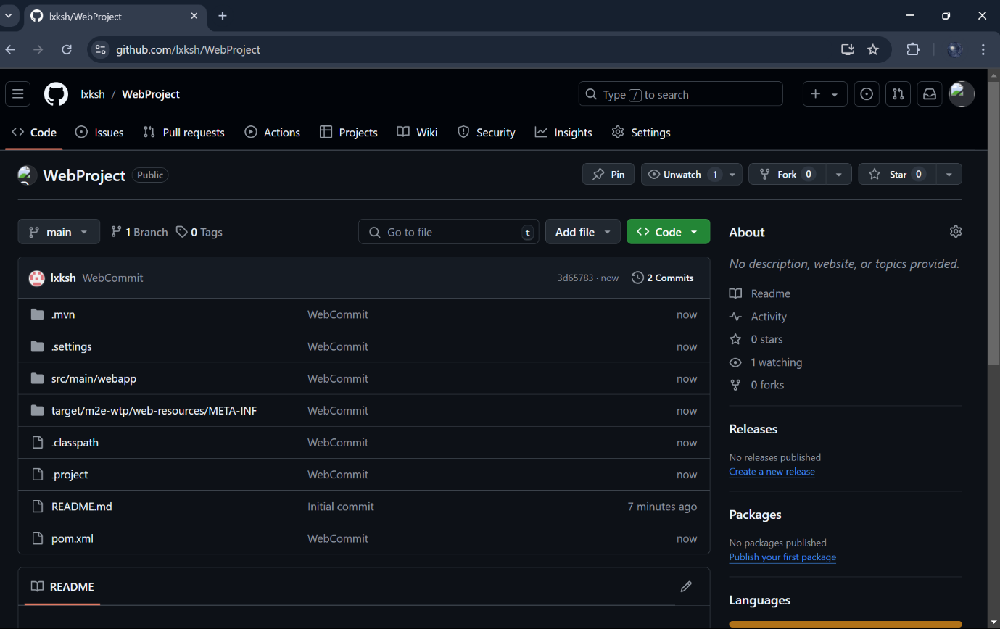 lxksh/WebProject
github.com/lxksh/WebProject
lxksh / WebProject
Type / to search
Code Issues Pull requests Actions Projects Wiki Security Insights Settings
WebProject Public
Pin Unwatch 1 Fork 0 Star 0
main 1 Branch 0 Tags Go to file t Add file Code
lxksh WebCommit 3d65783 · now 2 Commits
.mvn WebCommit now
.settings WebCommit now
src/main/webapp WebCommit now
target/m2e-wtp/web-resources/META-INF WebCommit now
.classpath WebCommit now
.project WebCommit now
README.md Initial commit 7 minutes ago
pom.xml WebCommit now
README
About
No description, website, or topics provided.
Readme
Activity
0 stars
1 watching
0 forks
Releases
No releases published
Create a new release
Packages
No packages published
Publish your first package
Languages